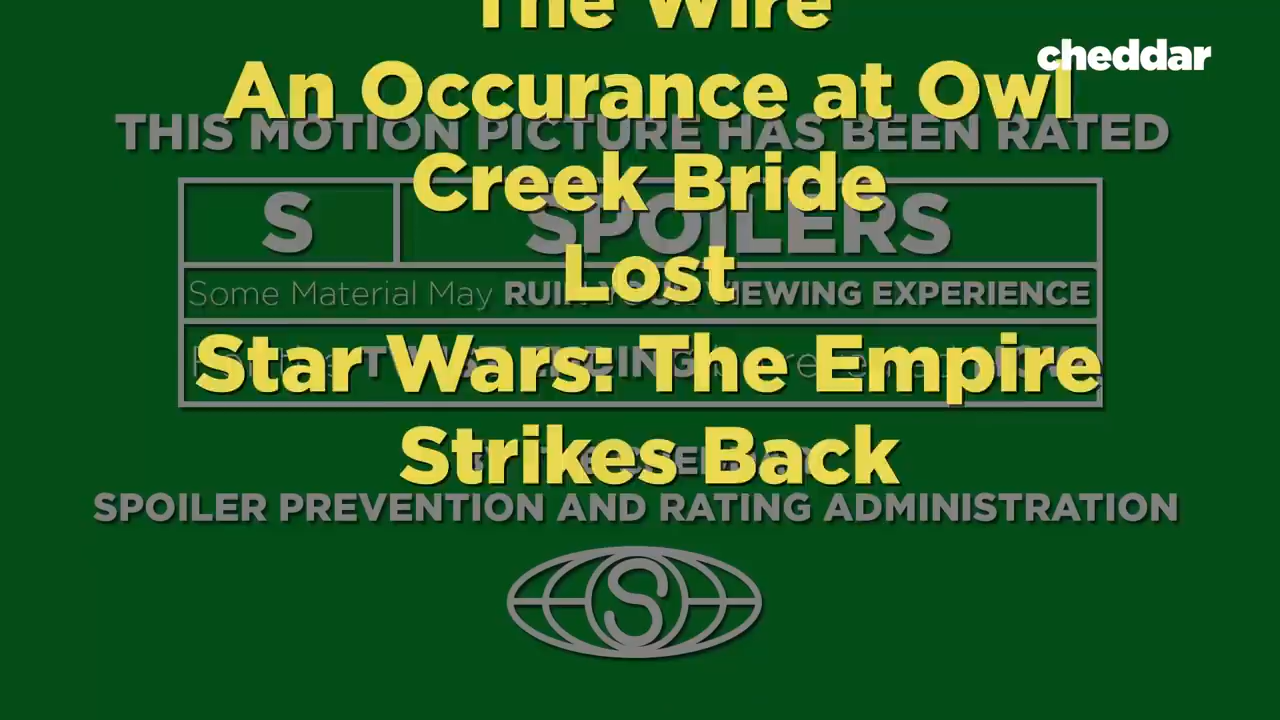 The Wire
cheddar
An Occurance at Owl
THIS MOTION PICTURE HAS BEEN RATED
Creek Bride
S SPOILERS
Lost
Some Material May VIEWING EXPERIENCE
Star Wars: The Empire
Strikes Back
SPOILER PREVENTION AND RATING ADMINISTRATION
S